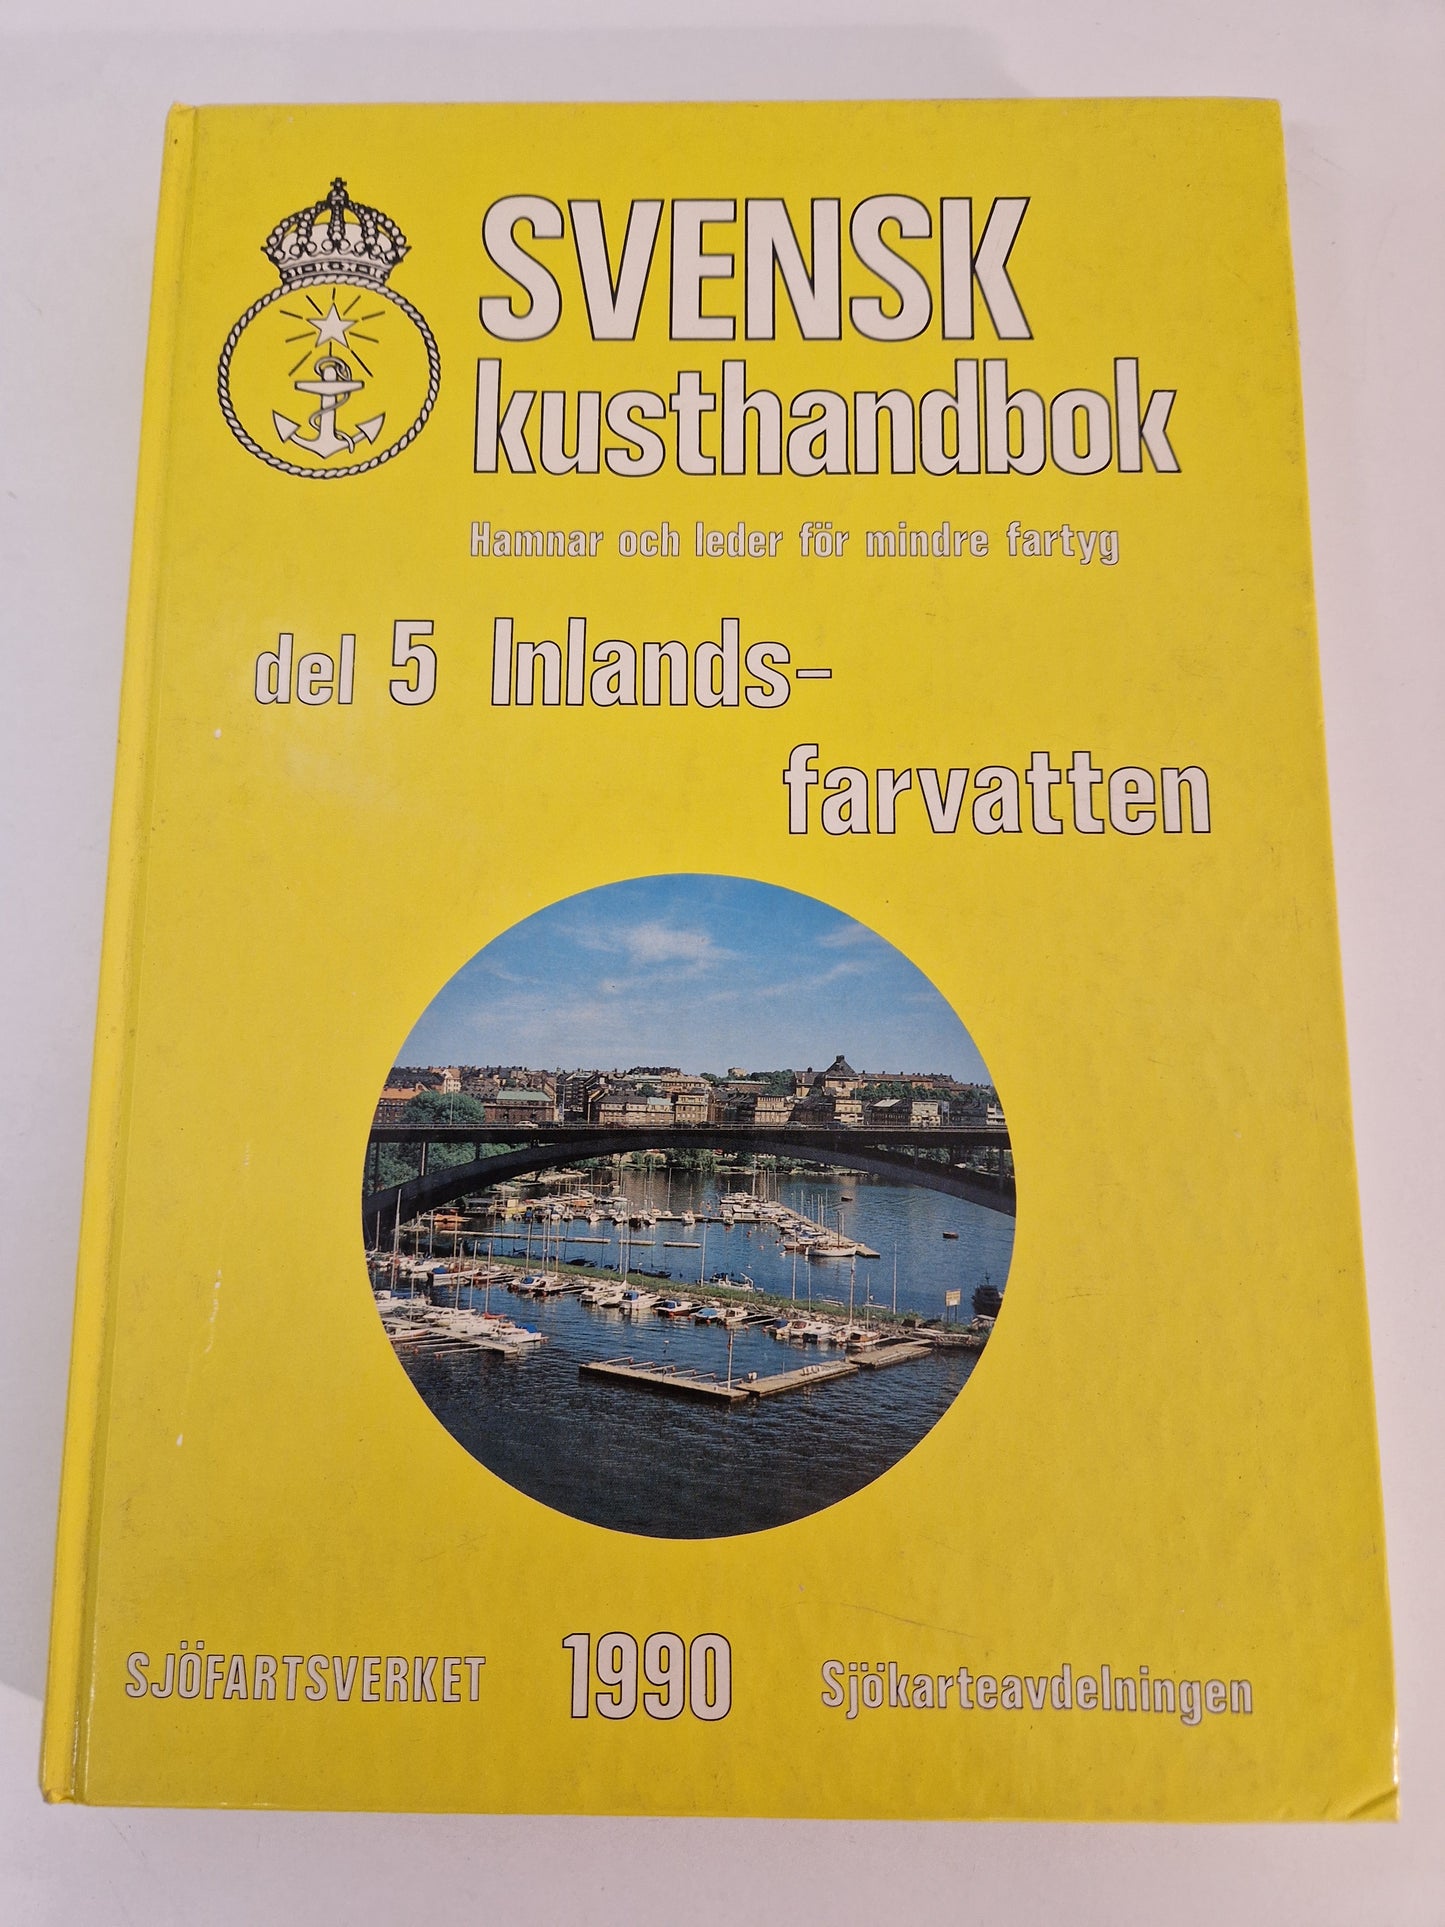 SVENSK
kusthandbok
Hamnar och leder för mindre fartyg
del 5 Inlands-
farvatten
SJÖFARTSVERKET 1990 Sjökarteavdelningen